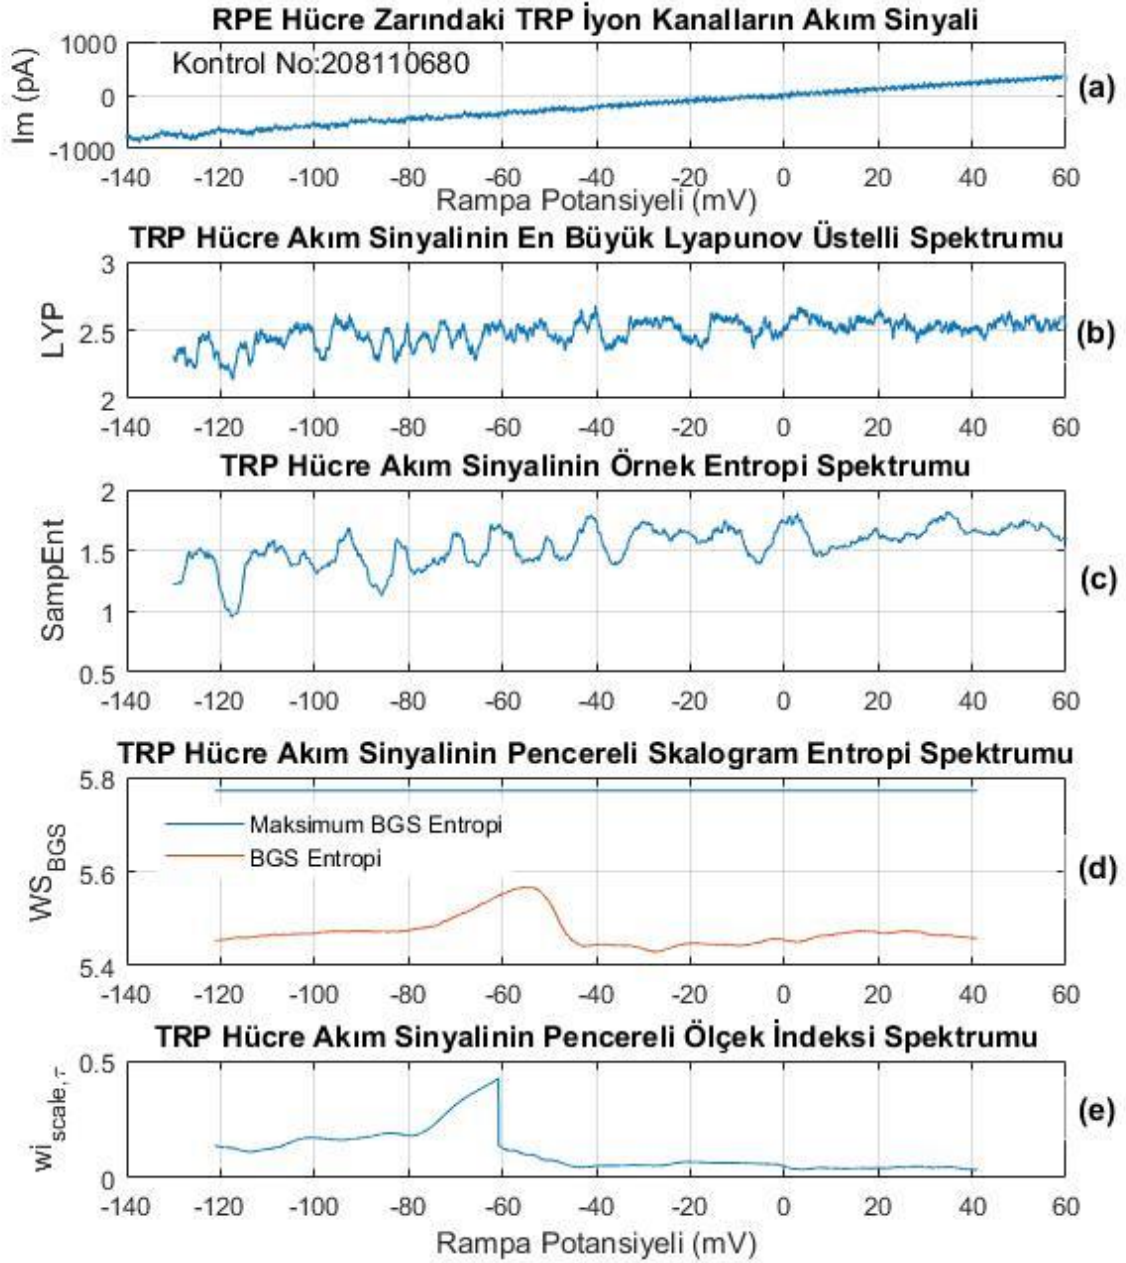 RPE Hücre Zarındaki TRP İyon Kanalların Akım Sinyali
Kontrol No:208110680
Im (pA)
1000
0
-1000
(a)
-140 -120 -100 -80 -60 -40 -20 0 20 40 60
Rampa Potansiyeli (mV)
TRP Hücre Akım Sinyalinin En Büyük Lyapunov Üstelli Spektrumu
LYP
3
2.5
2
(b)
-140 -120 -100 -80 -60 -40 -20 0 20 40 60
TRP Hücre Akım Sinyalinin Örnek Entropi Spektrumu
SampEnt
2
1.5
1
0.5
(c)
-140 -120 -100 -80 -60 -40 -20 0 20 40 60
TRP Hücre Akım Sinyalinin Pencereli Skalogram Entropi Spektrumu
WS_BGS
5.8
5.6
5.4
Maksimum BGS Entropi
BGS Entropi
(d)
-140 -120 -100 -80 -60 -40 -20 0 20 40 60
TRP Hücre Akım Sinyalinin Pencereli Ölçek İndeksi Spektrumu
wi_scale,τ
0.5
0
(e)
-140 -120 -100 -80 -60 -40 -20 0 20 40 60
Rampa Potansiyeli (mV)